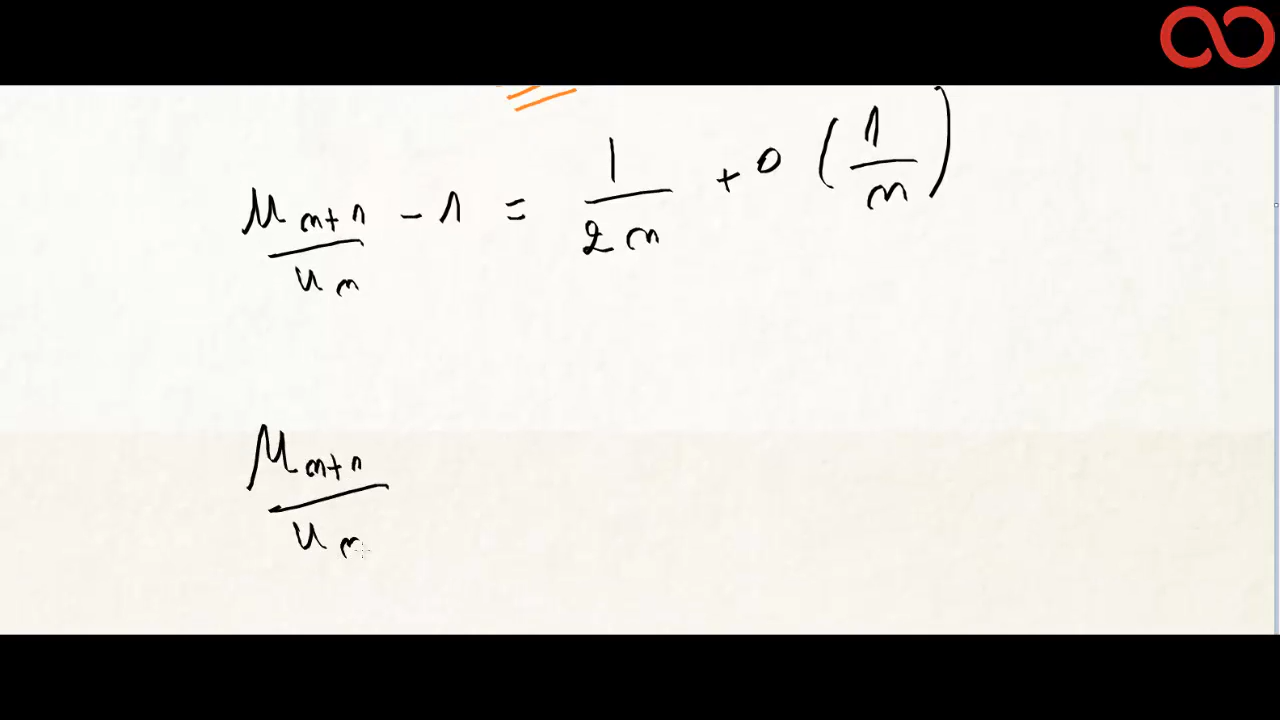 u_{n+1}/u_n - 1 = 1/(2n) + o(1/n)
u_{n+1}/u_n